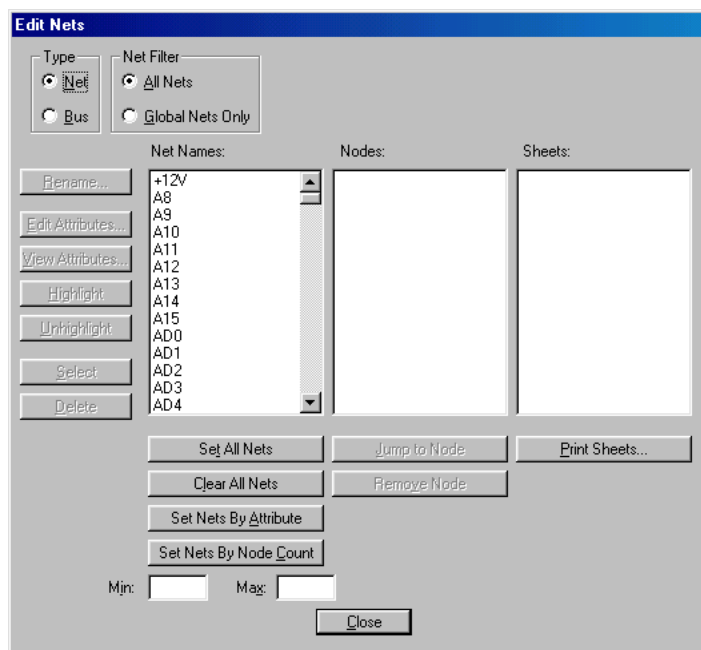 Edit Nets
Type
Net
Bus
Net Filter
All Nets
Global Nets Only
Net Names:
Nodes:
Sheets:
Rename...
Edit Attributes...
View Attributes...
Highlight
Unhighlight
Select
Delete
+12V
A8
A9
A10
A11
A12
A13
A14
A15
AD0
AD1
AD2
AD3
AD4
Set All Nets
Jump to Node
Print Sheets...
Clear All Nets
Remove Node
Set Nets By Attribute
Set Nets By Node Count
Min:
Max:
Close